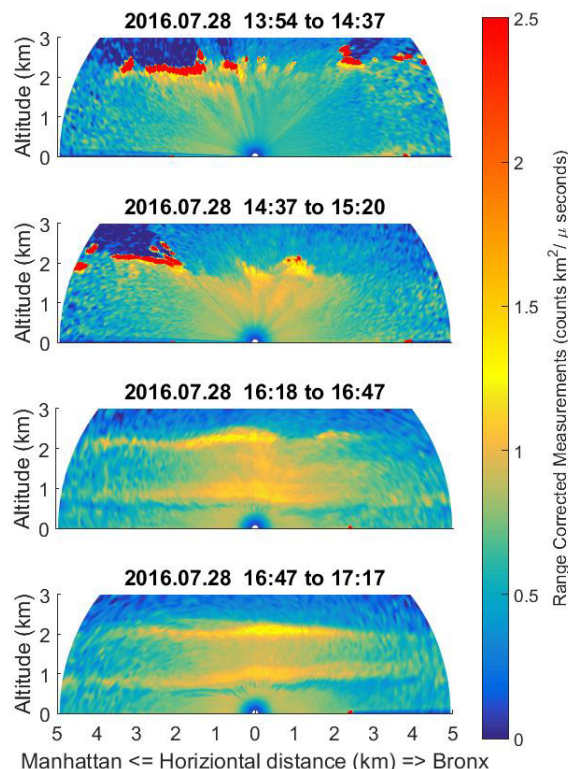 2016.07.28 13:54 to 14:37
3
2
1
0
Altitude (km)
2016.07.28 14:37 to 15:20
3
2
1
0
Altitude (km)
2016.07.28 16:18 to 16:47
3
2
1
0
Altitude (km)
2016.07.28 16:47 to 17:17
3
2
1
0
Altitude (km)
5 4 3 2 1 0 1 2 3 4 5
Manhattan <= Horiziontal distance (km) => Bronx
2.5
2
1.5
1
0.5
0
Range Corrected Measurements (counts km²/ μ seconds)